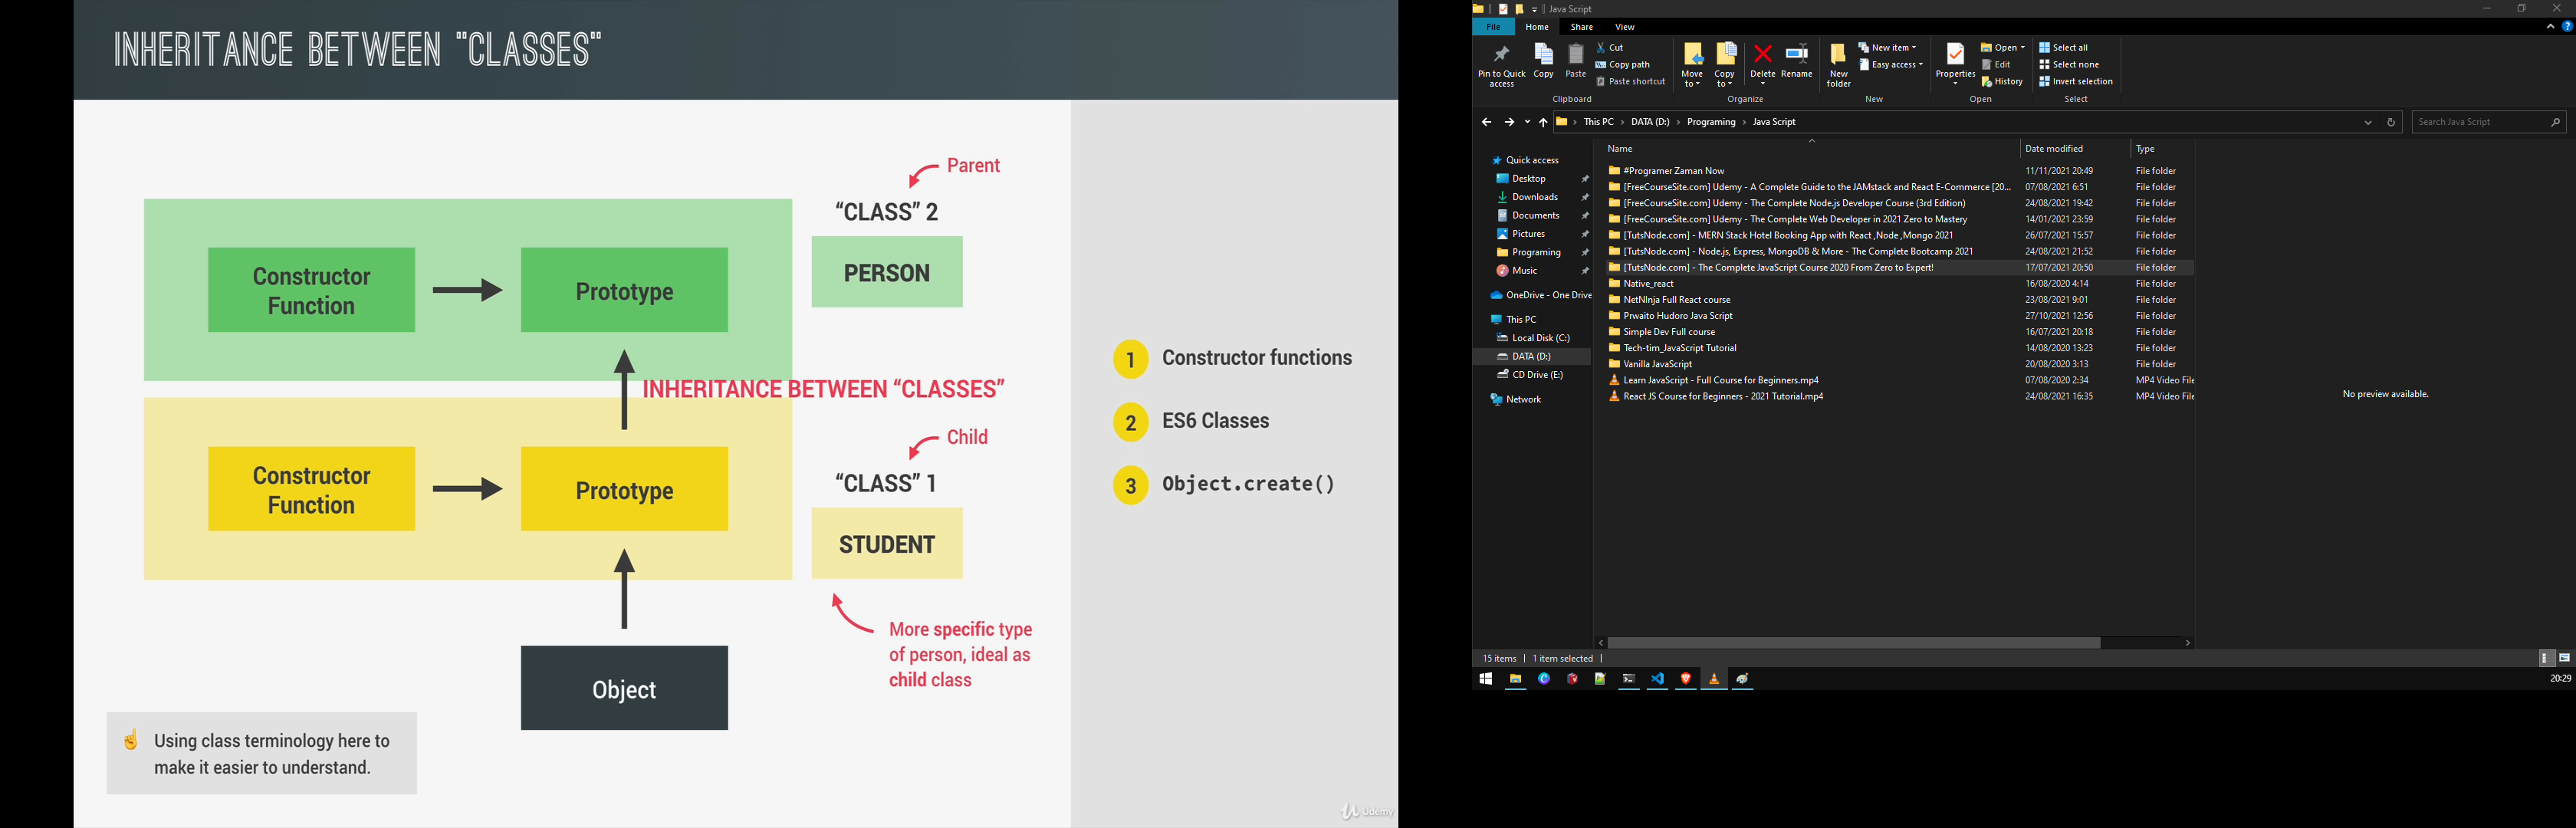 INHERITANCE BETWEEN "CLASSES"
Parent
“CLASS” 2
Constructor
Function
Prototype
PERSON
INHERITANCE BETWEEN “CLASSES”
Child
“CLASS” 1
Constructor
Function
Prototype
STUDENT
More specific type
of person, ideal as
child class
Object
☝ Using class terminology here to
make it easier to understand.
1 Constructor functions
2 ES6 Classes
3 Object.create()
Udemy
Java Script
File Home Share View
Pin to Quick
access
Copy
Paste
Cut
Copy path
Paste shortcut
Clipboard
Move
to
Copy
to
Delete
Rename
Organize
New
folder
New item
Easy access
New
Properties
Open
Edit
History
Open
Select all
Select none
Invert selection
Select
This PC › DATA (D:) › Programing › Java Script
Search Java Script
Quick access
Desktop
Downloads
Documents
Pictures
Programing
Music
OneDrive - One Drive
This PC
Local Disk (C:)
DATA (D:)
CD Drive (E:)
Network
Name Date modified Type
#Programer Zaman Now 11/11/2021 20:49 File folder
[FreeCourseSite.com] Udemy - A Complete Guide to the JAMstack and React E-Commerce [20... 07/08/2021 6:51 File folder
[FreeCourseSite.com] Udemy - The Complete Node.js Developer Course (3rd Edition) 24/08/2021 19:42 File folder
[FreeCourseSite.com] Udemy - The Complete Web Developer in 2021 Zero to Mastery 14/01/2021 23:59 File folder
[TutsNode.com] - MERN Stack Hotel Booking App with React ,Node ,Mongo 2021 26/07/2021 15:57 File folder
[TutsNode.com] - Node.js, Express, MongoDB & More - The Complete Bootcamp 2021 24/08/2021 21:52 File folder
[TutsNode.com] - The Complete JavaScript Course 2020 From Zero to Expert! 17/07/2021 20:50 File folder
Native_react 16/08/2020 4:14 File folder
NetNInja Full React course 23/08/2021 9:01 File folder
Prwaito Hudoro Java Script 27/10/2021 12:56 File folder
Simple Dev Full course 16/07/2021 20:18 File folder
Tech-tim_JavaScript Tutorial 14/08/2020 13:23 File folder
Vanilla JavaScript 20/08/2020 3:13 File folder
Learn JavaScript - Full Course for Beginners.mp4 07/08/2020 2:34 MP4 Video File
React JS Course for Beginners - 2021 Tutorial.mp4 24/08/2021 16:35 MP4 Video File
No preview available.
15 items 1 item selected
20:29